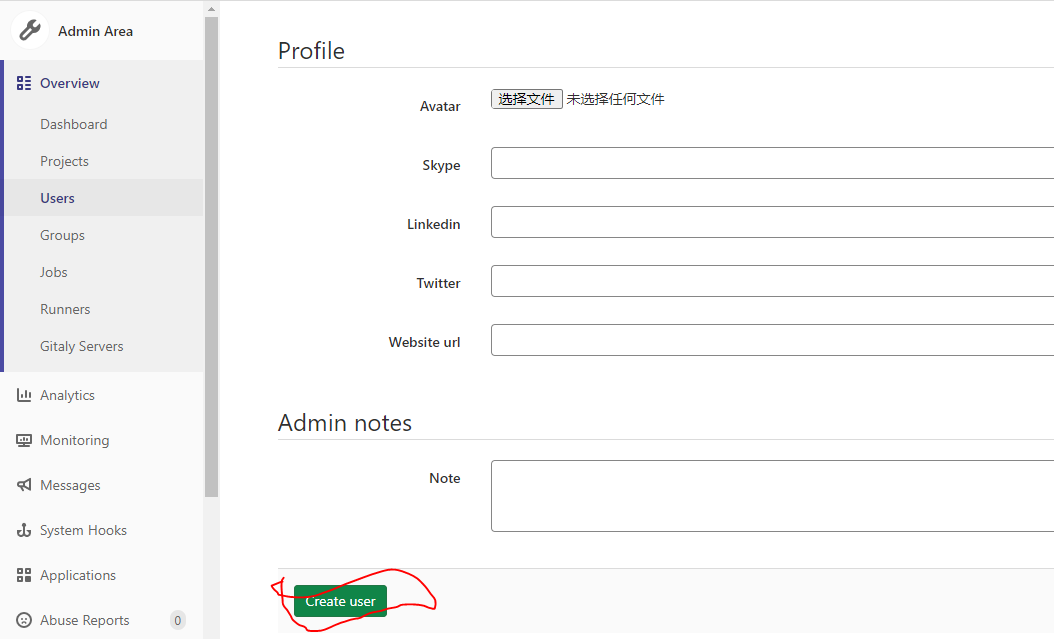 Admin Area
Overview
Dashboard
Projects
Users
Groups
Jobs
Runners
Gitaly Servers
Analytics
Monitoring
Messages
System Hooks
Applications
Abuse Reports 0
Profile
Avatar 选择文件 未选择任何文件
Skype
Linkedin
Twitter
Website url
Admin notes
Note
Create user